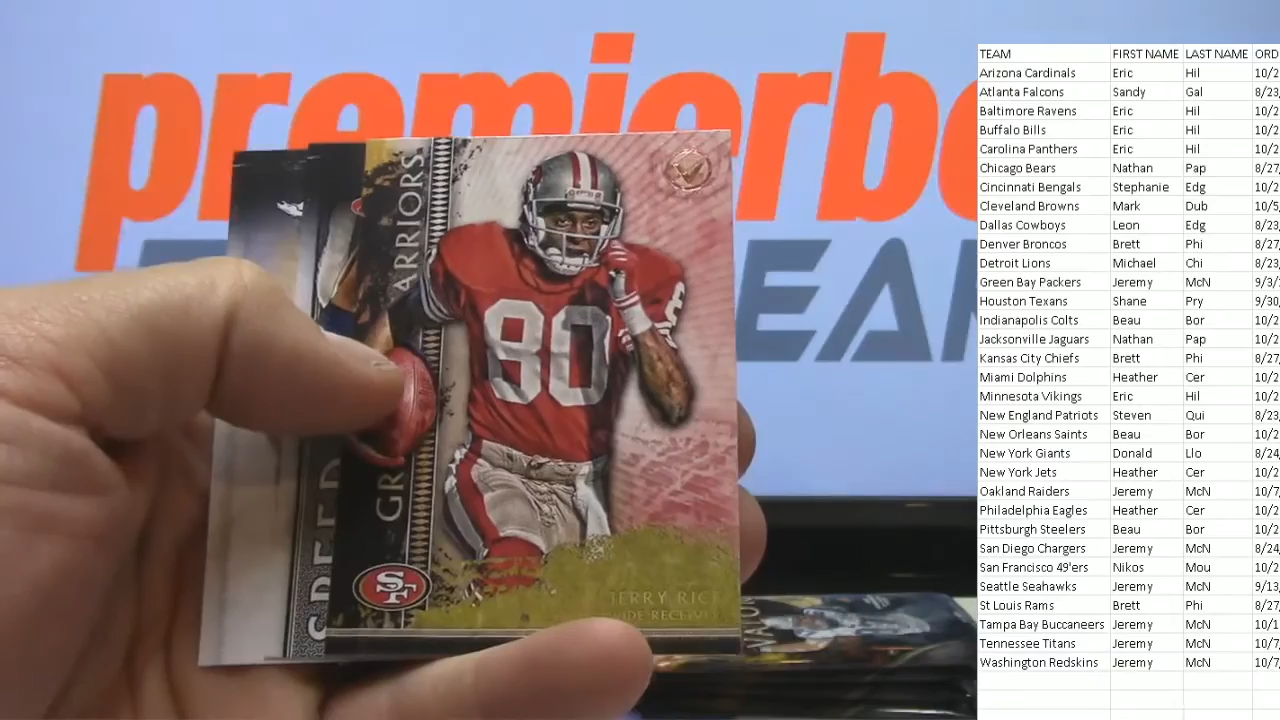 premierbo
EAK
ARRIORS
GR
SPEED
80
SF
JERRY RICE
WIDE RECEIVER
TEAM FIRST NAME LAST NAME ORD
Arizona Cardinals Eric Hil 10/2
Atlanta Falcons Sandy Gal 8/23,
Baltimore Ravens Eric Hil 10/2
Buffalo Bills Eric Hil 10/2
Carolina Panthers Eric Hil 10/2
Chicago Bears Nathan Pap 8/27,
Cincinnati Bengals Stephanie Edg 11/2
Cleveland Browns Mark Dub 10/5
Dallas Cowboys Leon Edg 8/23,
Denver Broncos Brett Phi 8/27,
Detroit Lions Michael Chi 8/23,
Green Bay Packers Jeremy McN 9/3/
Houston Texans Shane Pry 9/30
Indianapolis Colts Beau Bor 10/2
Jacksonville Jaguars Nathan Pap 10/2
Kansas City Chiefs Brett Phi 8/27,
Miami Dolphins Heather Cer 10/2
Minnesota Vikings Eric Hil 10/2
New England Patriots Steven Qui 8/23
New Orleans Saints Beau Bor 10/2
New York Giants Donald Llo 8/24,
New York Jets Heather Cer 10/2
Oakland Raiders Jeremy McN 10/7
Philadelphia Eagles Heather Cer 10/2
Pittsburgh Steelers Beau Bor 10/2
San Diego Chargers Jeremy McN 8/24,
San Francisco 49'ers Nikos Mou 10/2
Seattle Seahawks Jeremy McN 9/13
St Louis Rams Brett Phi 8/27
Tampa Bay Buccaneers Jeremy McN 10/1
Tennessee Titans Jeremy McN 10/7
Washington Redskins Jeremy McN 10/7,